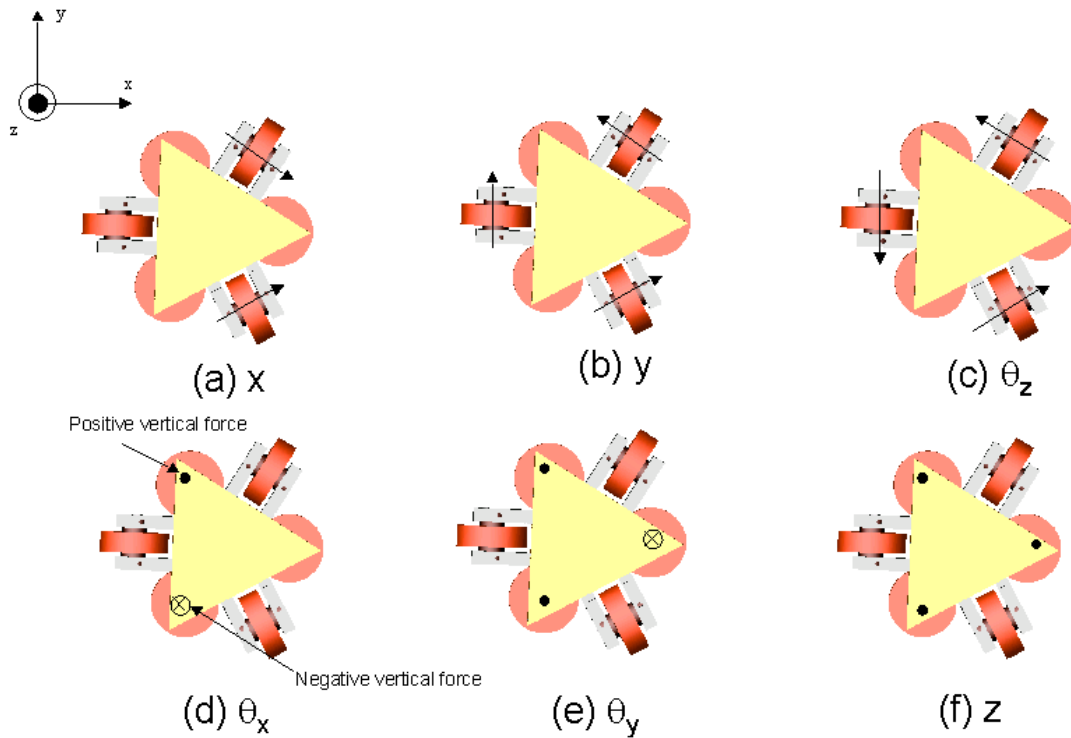 y
x
z
(a) x
(b) y
(c) θz
Positive vertical force
Negative vertical force
(d) θx
(e) θy
(f) z